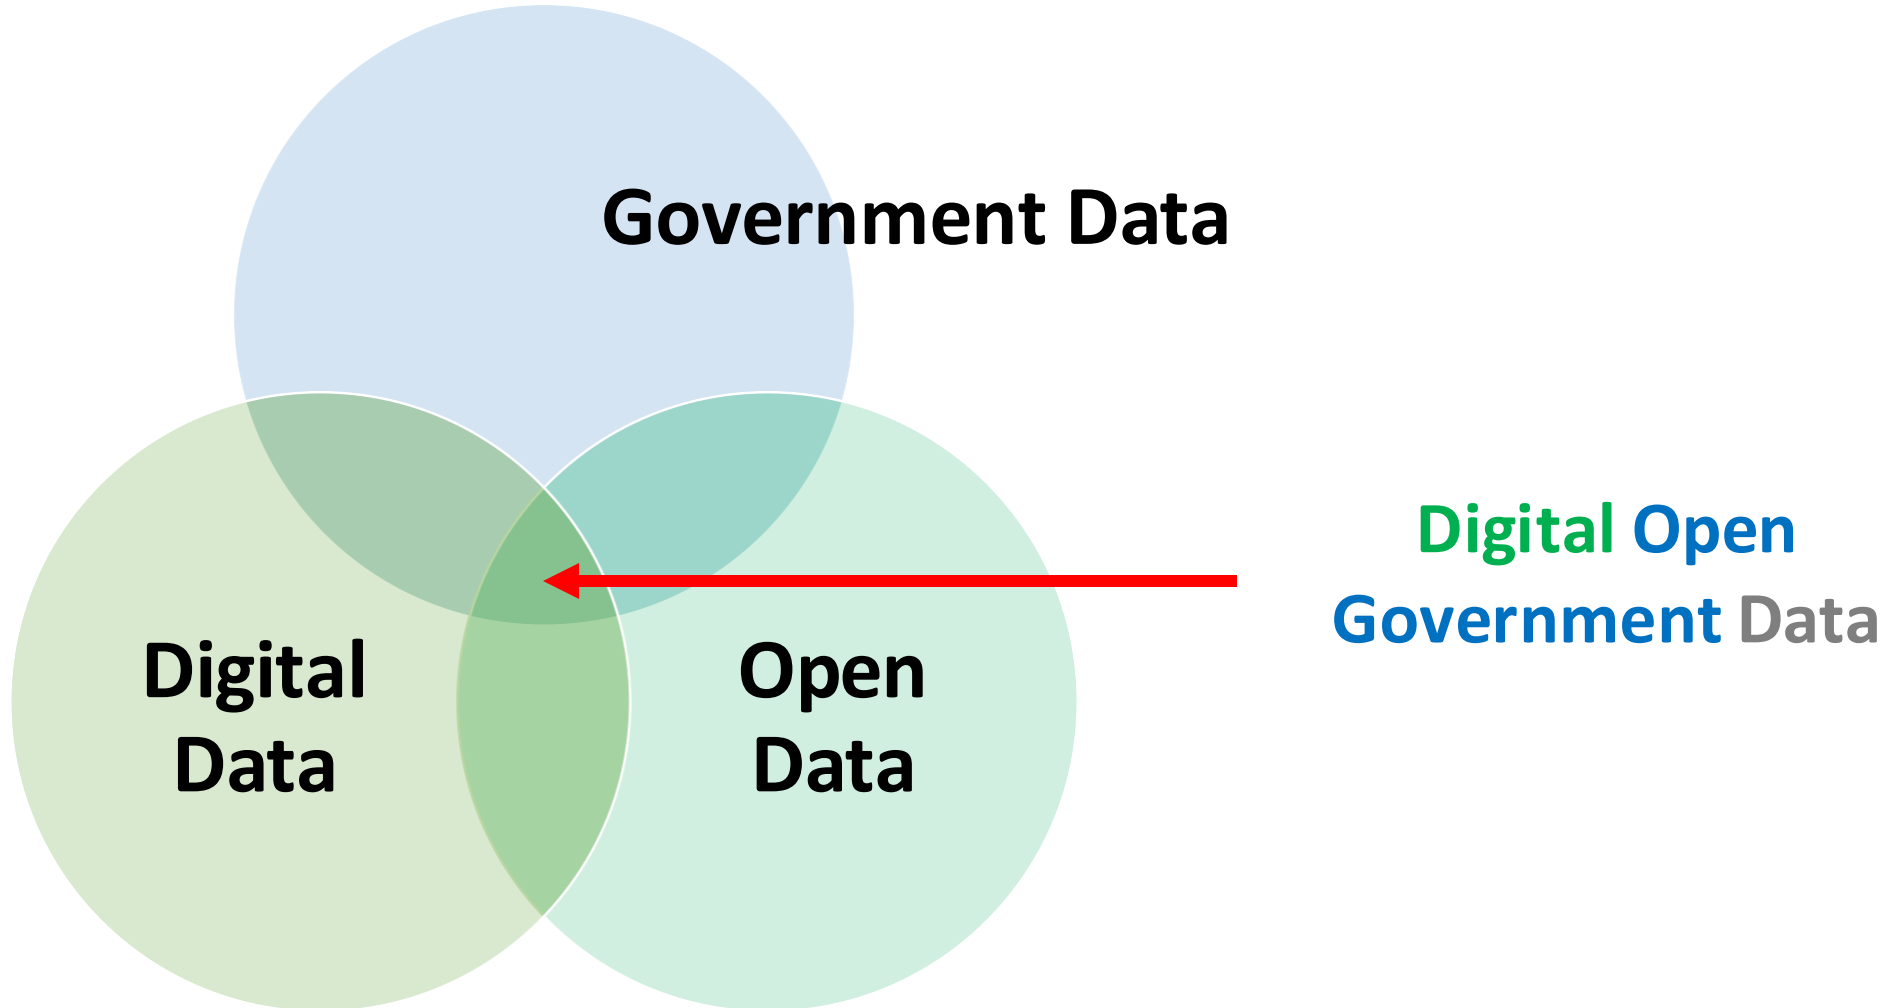 Government Data
Digital Open
Government Data
Digital
Data
Open
Data